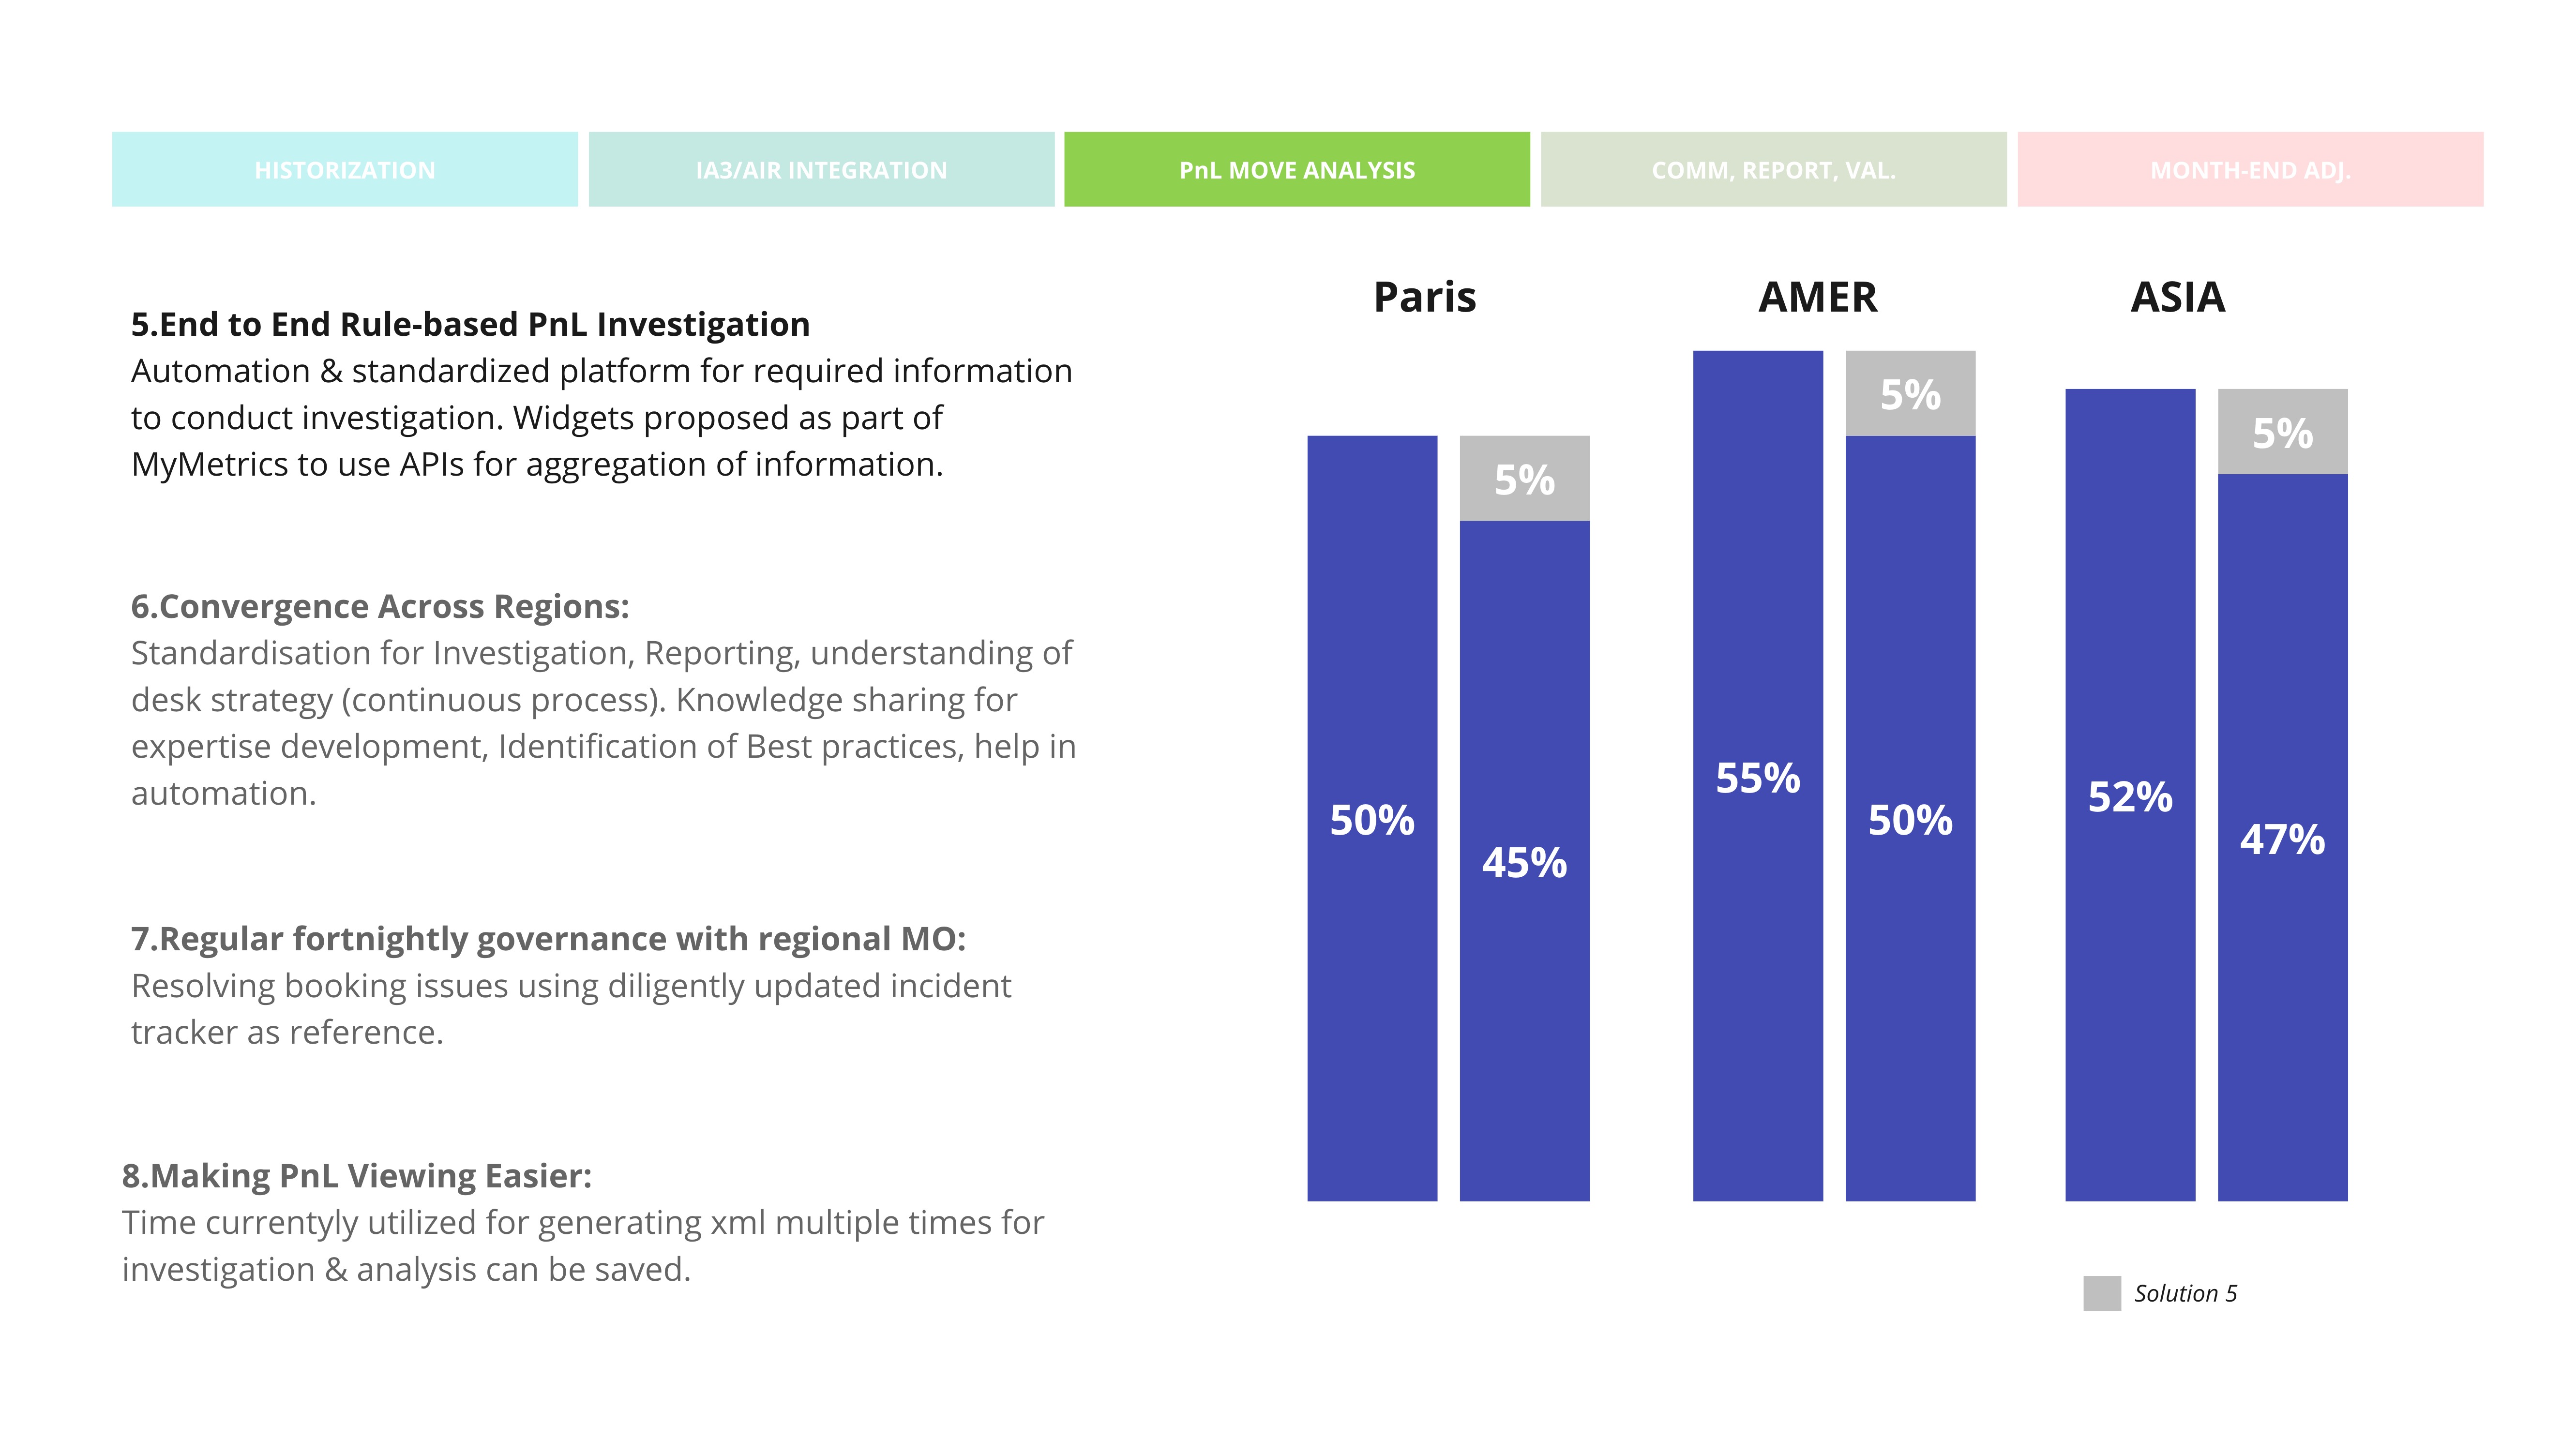 HISTORIZATION
IA3/AIR INTEGRATION
PnL MOVE ANALYSIS
COMM, REPORT, VAL.
MONTH-END ADJ.
5.End to End Rule-based PnL Investigation
Automation & standardized platform for required information
to conduct investigation. Widgets proposed as part of
MyMetrics to use APIs for aggregation of information.
6.Convergence Across Regions:
Standardisation for Investigation, Reporting, understanding of
desk strategy (continuous process). Knowledge sharing for
expertise development, Identification of Best practices, help in
automation.
7.Regular fortnightly governance with regional MO:
Resolving booking issues using diligently updated incident
tracker as reference.
8.Making PnL Viewing Easier:
Time currentyly utilized for generating xml multiple times for
investigation & analysis can be saved.
Paris
50%
5%
45%
AMER
55%
5%
50%
ASIA
52%
5%
47%
Solution 5